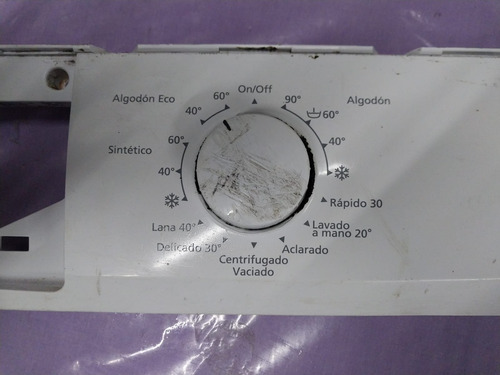 On/Off
Algodón Eco
60°
40°
90°
60°
Algodón
40°
60°
Sintético
40°
Rápido 30
Lana 40°
Lavado
a mano 20°
Delicado 30°
Aclarado
Centrifugado
Vaciado